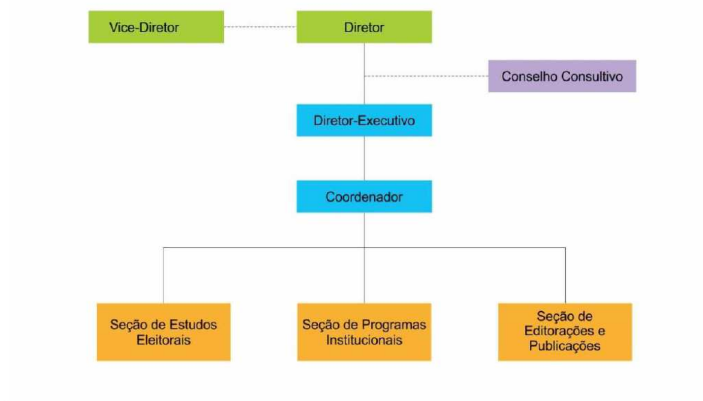 Vice-Diretor
Diretor
Conselho Consultivo
Diretor-Executivo
Coordenador
Seção de Estudos
Eleitorais
Seção de Programas
Institucionais
Seção de
Editorações e
Publicações